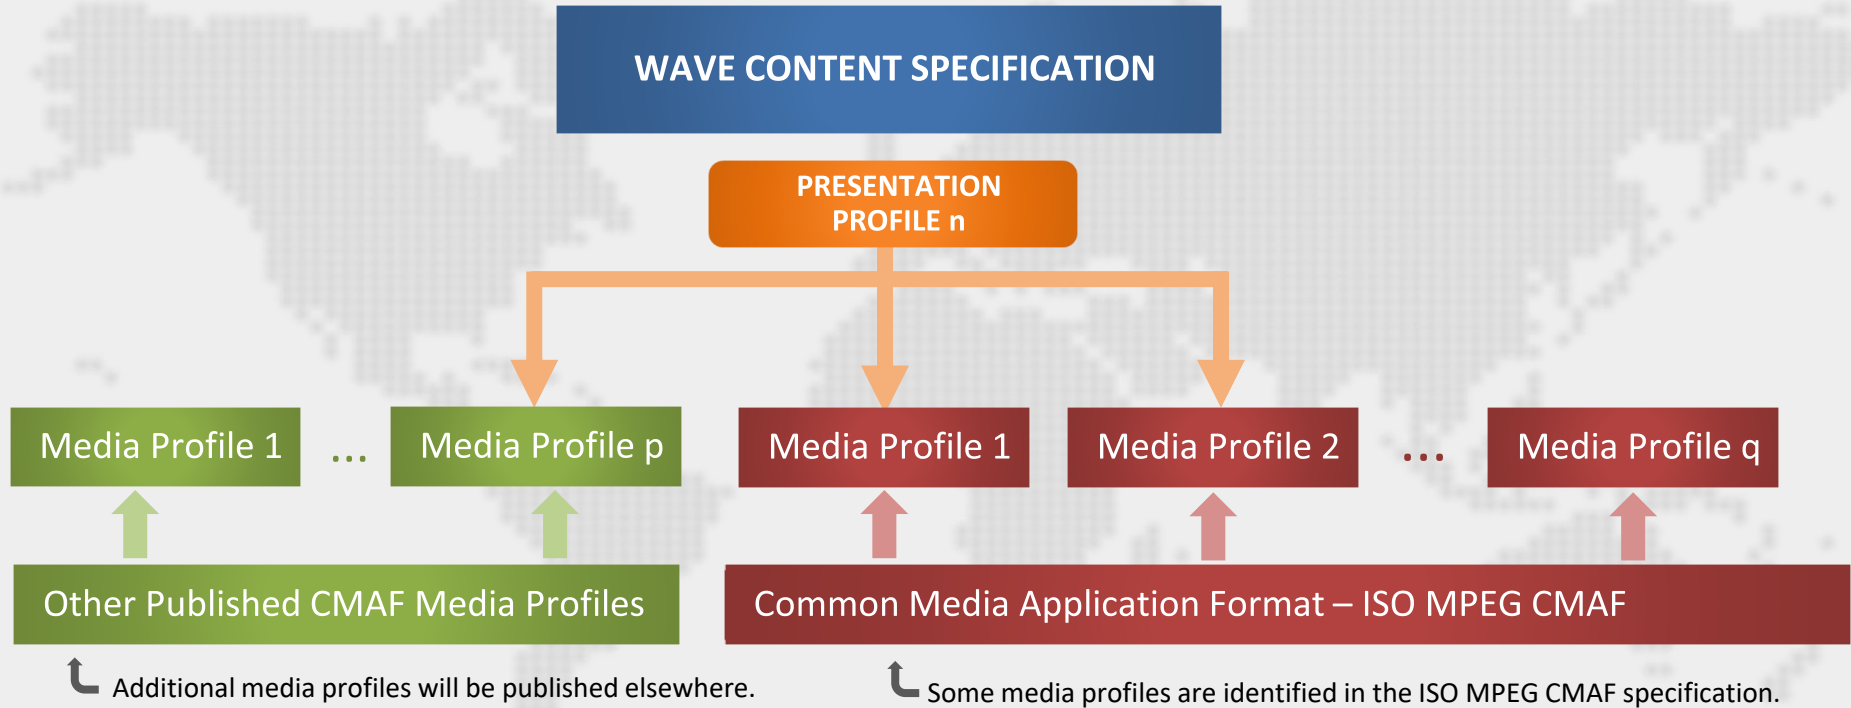 WAVE CONTENT SPECIFICATION
PRESENTATION
PROFILE n
Media Profile 1
...
Media Profile p
Media Profile 1
Media Profile 2
...
Media Profile q
Other Published CMAF Media Profiles
Common Media Application Format – ISO MPEG CMAF
Additional media profiles will be published elsewhere.
Some media profiles are identified in the ISO MPEG CMAF specification.